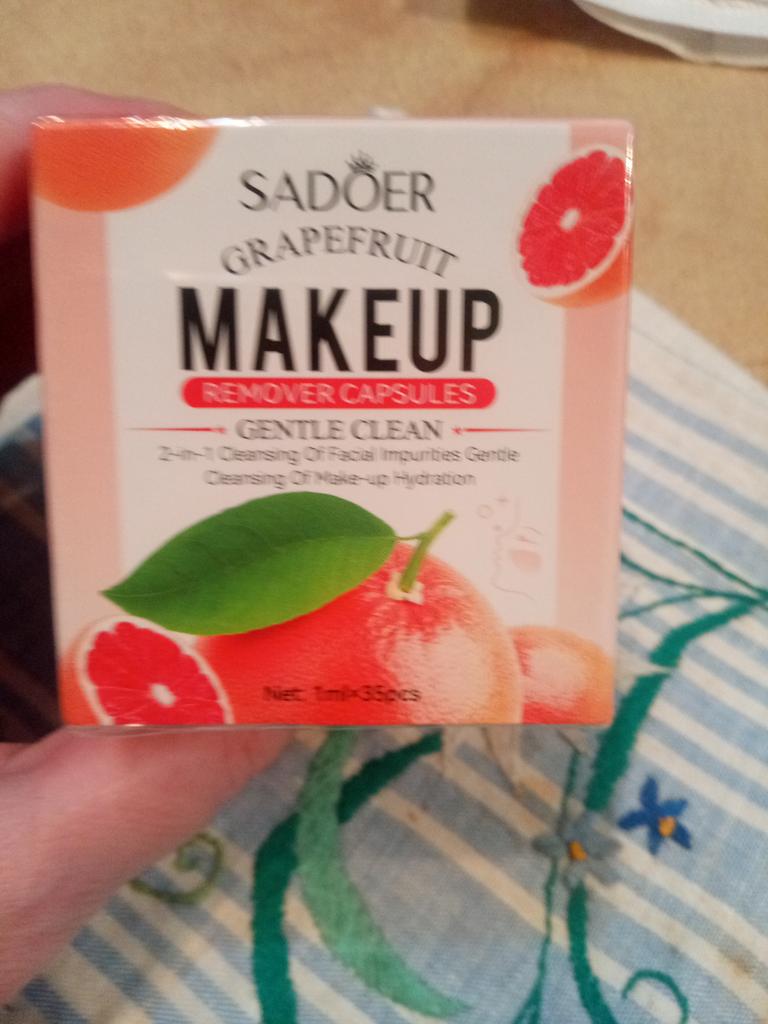 SADOER
GRAPEFRUIT
MAKEUP
REMOVER CAPSULES
GENTLE CLEAN
2-in-1 Cleansing Of Facial Impurities Gentle
Cleansing Of Make-up Hydration
Net: 1ml×35pcs